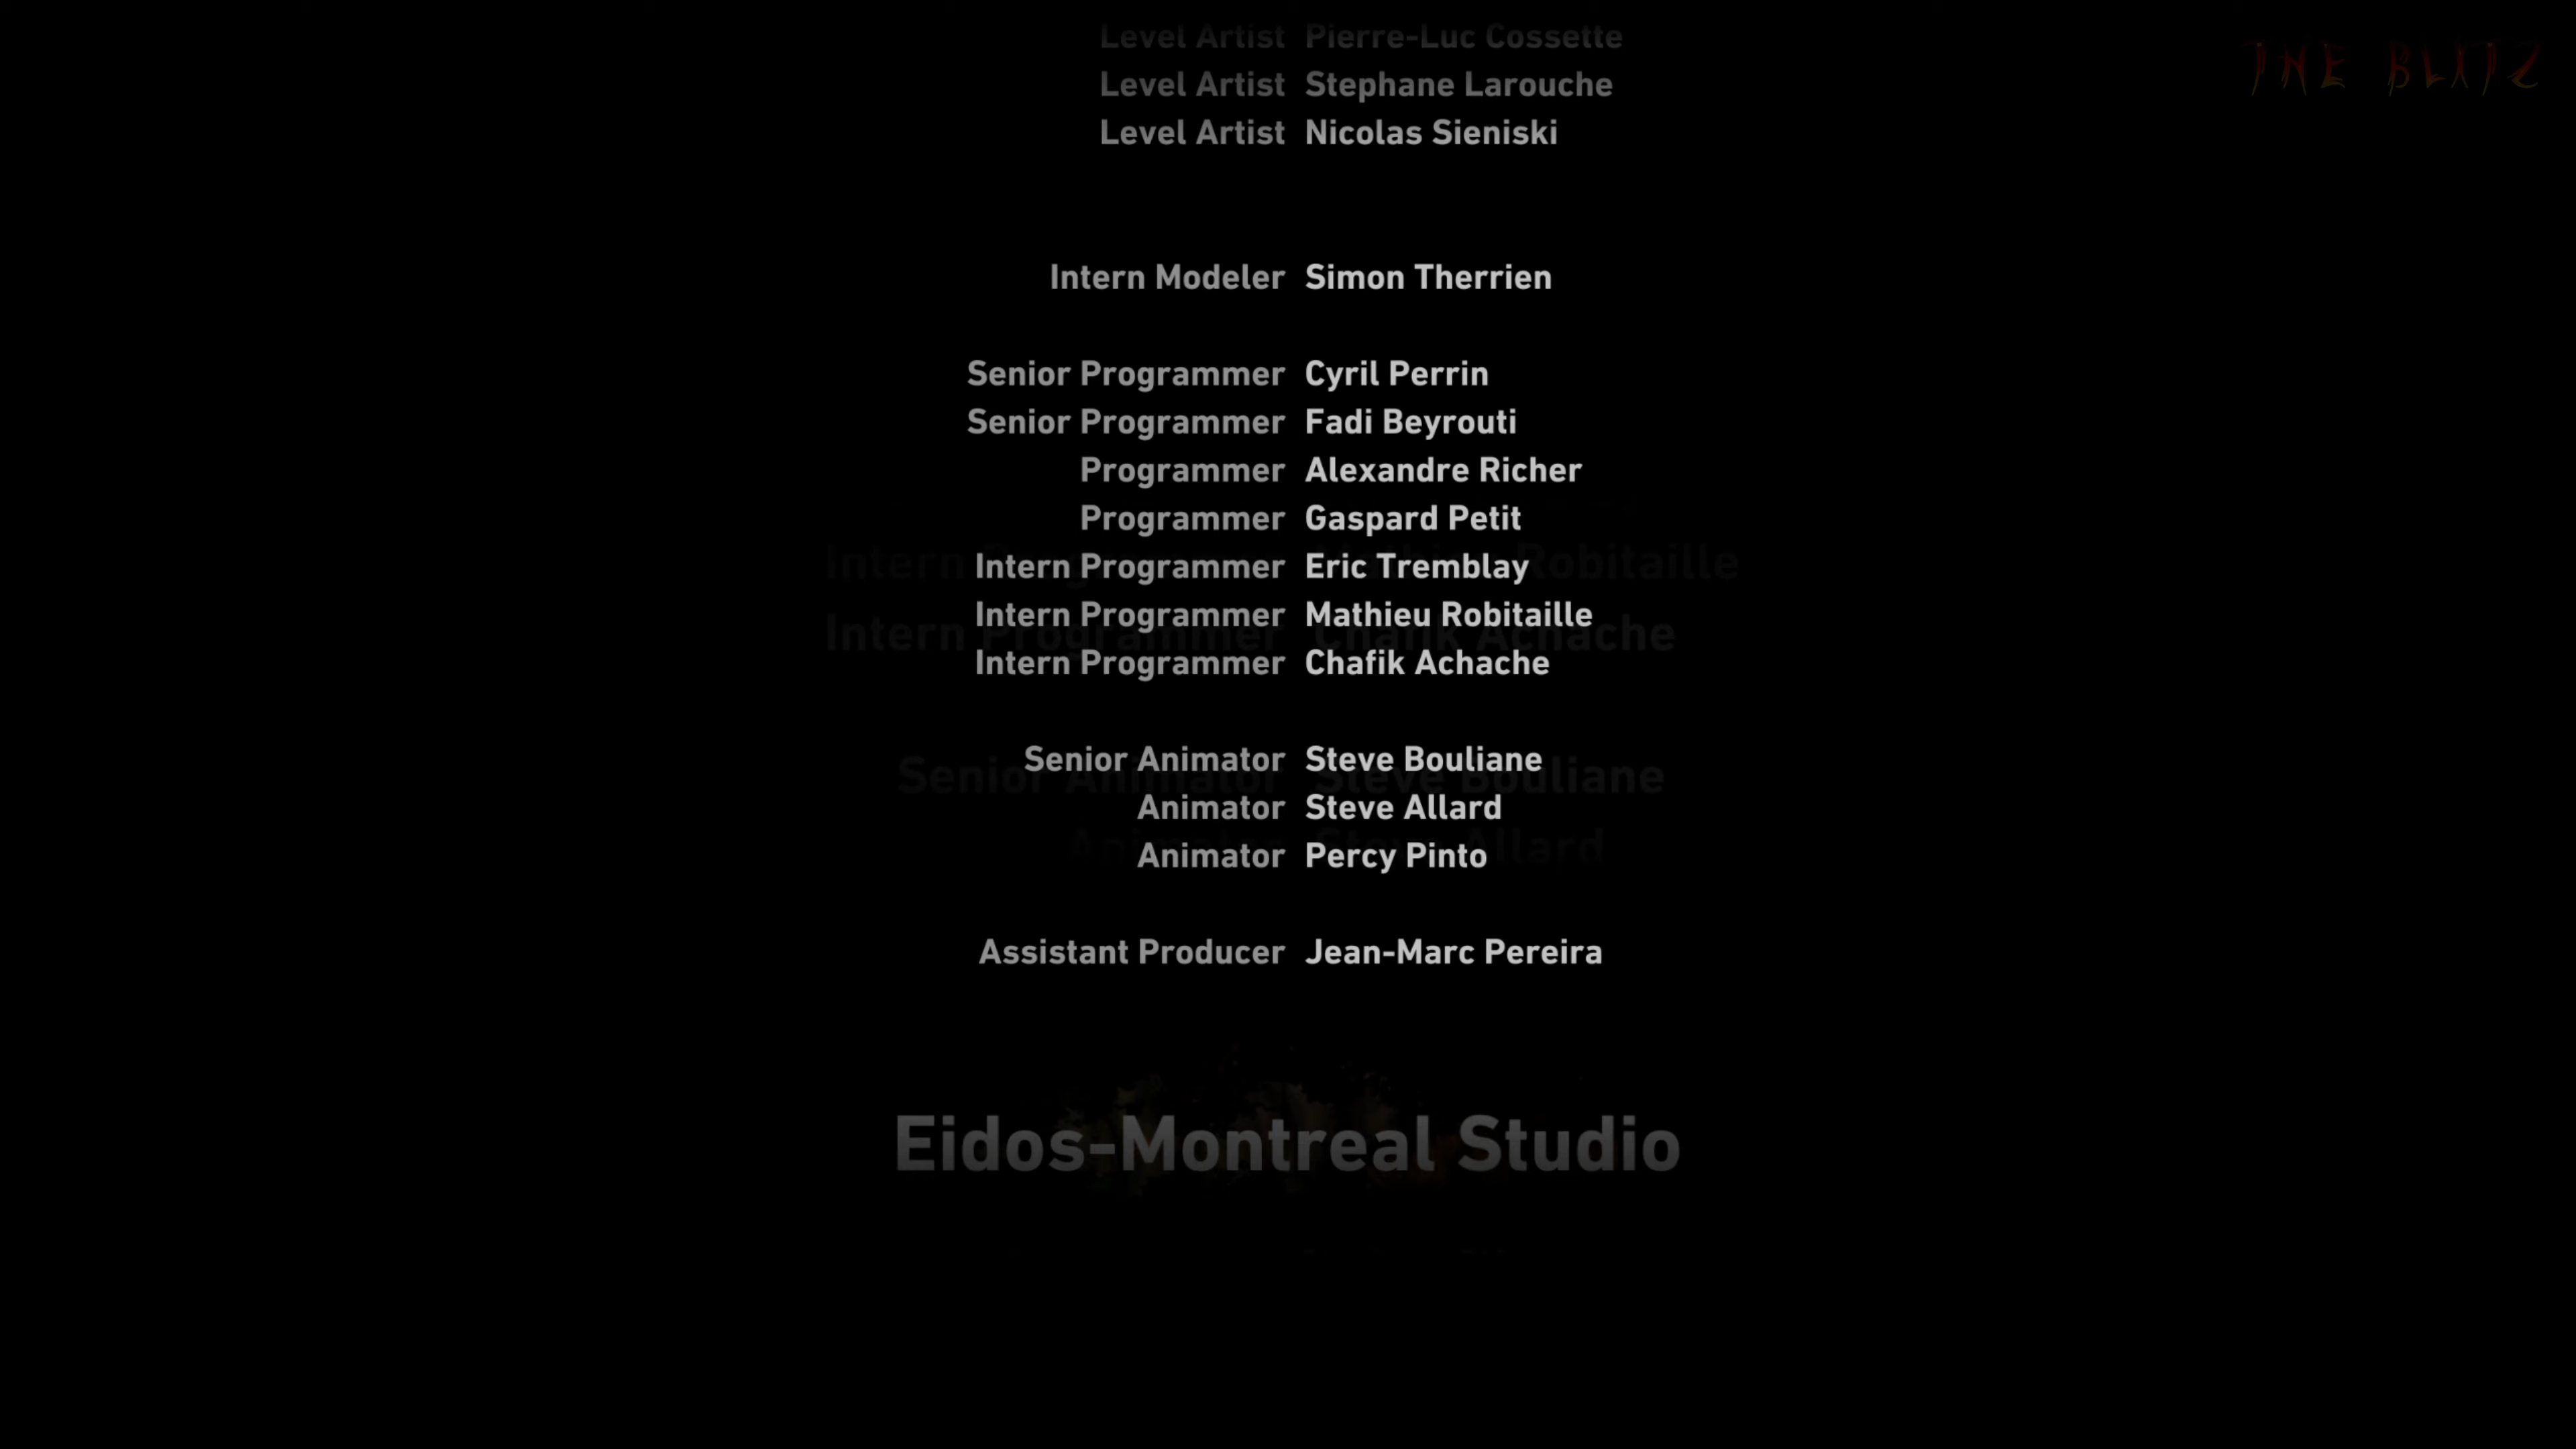 Level Artist Pierre-Luc Cossette
THE BLITZ
Level Artist Stephane Larouche
Level Artist Nicolas Sieniski
Intern Modeler Simon Therrien
Senior Programmer Cyril Perrin
Senior Programmer Fadi Beyrouti
Programmer Alexandre Richer
Programmer Gaspard Petit
Intern Programmer Eric Tremblay
Intern Programmer Mathieu Robitaille
Intern Programmer Chafik Achache
Senior Animator Steve Bouliane
Animator Steve Allard
Animator Percy Pinto
Assistant Producer Jean-Marc Pereira
Eidos-Montreal Studio